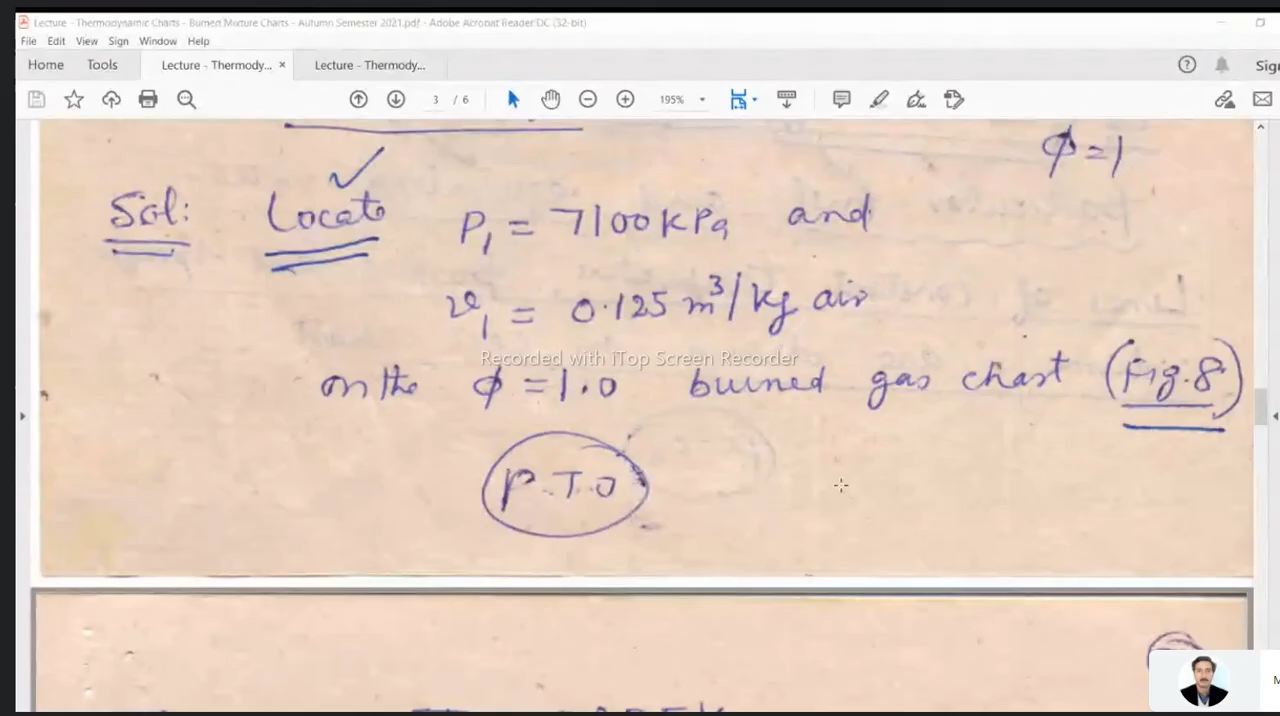 Lecture - Thermodynamic Charts - Burned Mixture Charts - Autumn Semester 2021.pdf - Adobe Acrobat Reader DC (32-bit)
File Edit View Sign Window Help
Home Tools Lecture - Thermody... × Lecture - Thermody... Sig
3 / 6 195%
ϕ = 1
Sol: Locate P₁ = 7100 kPa and
v₁ = 0.125 m³/kg air
Recorded with iTop Screen Recorder
on the ϕ = 1.0 burned gas chart (Fig. 8)
P.T.O
M